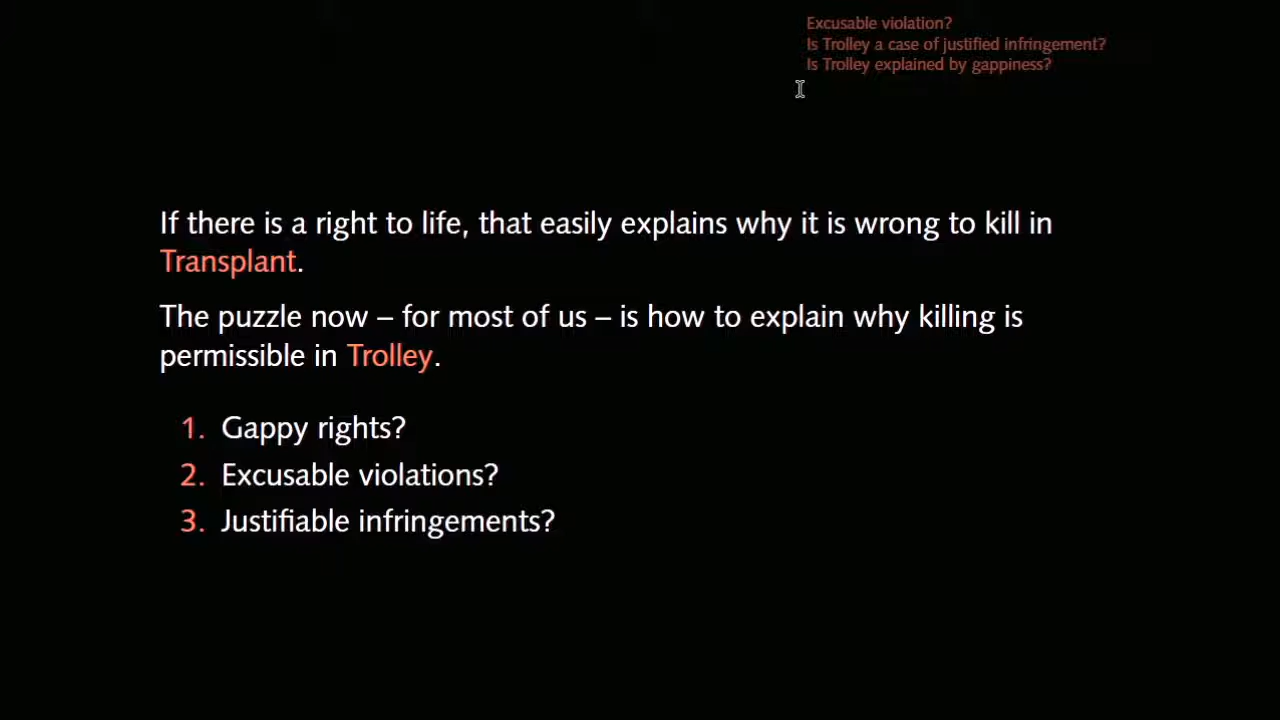 Excusable violation?
Is Trolley a case of justified infringement?
Is Trolley explained by gappiness?
If there is a right to life, that easily explains why it is wrong to kill in
Transplant.
The puzzle now – for most of us – is how to explain why killing is
permissible in Trolley.
1. Gappy rights?
2. Excusable violations?
3. Justifiable infringements?